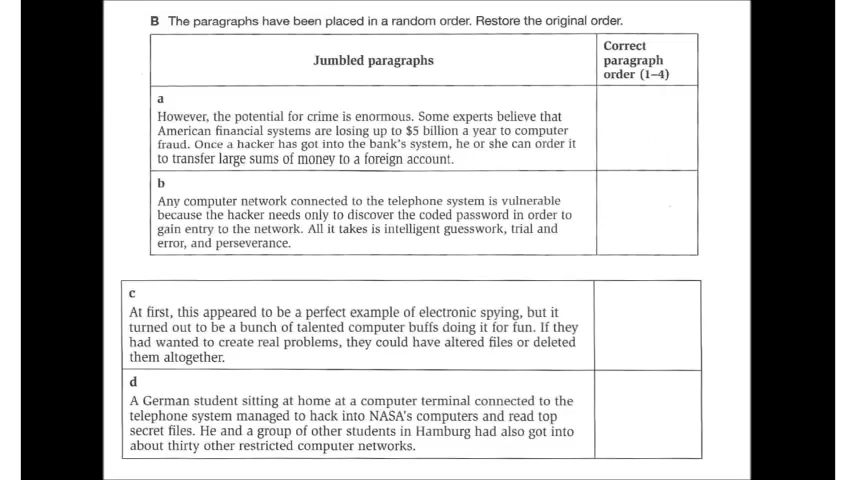 B The paragraphs have been placed in a random order. Restore the original order.
Jumbled paragraphs
Correct
paragraph
order (1–4)
a
However, the potential for crime is enormous. Some experts believe that
American financial systems are losing up to $5 billion a year to computer
fraud. Once a hacker has got into the bank's system, he or she can order it
to transfer large sums of money to a foreign account.
b
Any computer network connected to the telephone system is vulnerable
because the hacker needs only to discover the coded password in order to
gain entry to the network. All it takes is intelligent guesswork, trial and
error, and perseverance.
c
At first, this appeared to be a perfect example of electronic spying, but it
turned out to be a bunch of talented computer buffs doing it for fun. If they
had wanted to create real problems, they could have altered files or deleted
them altogether.
d
A German student sitting at home at a computer terminal connected to the
telephone system managed to hack into NASA's computers and read top
secret files. He and a group of other students in Hamburg had also got into
about thirty other restricted computer networks.